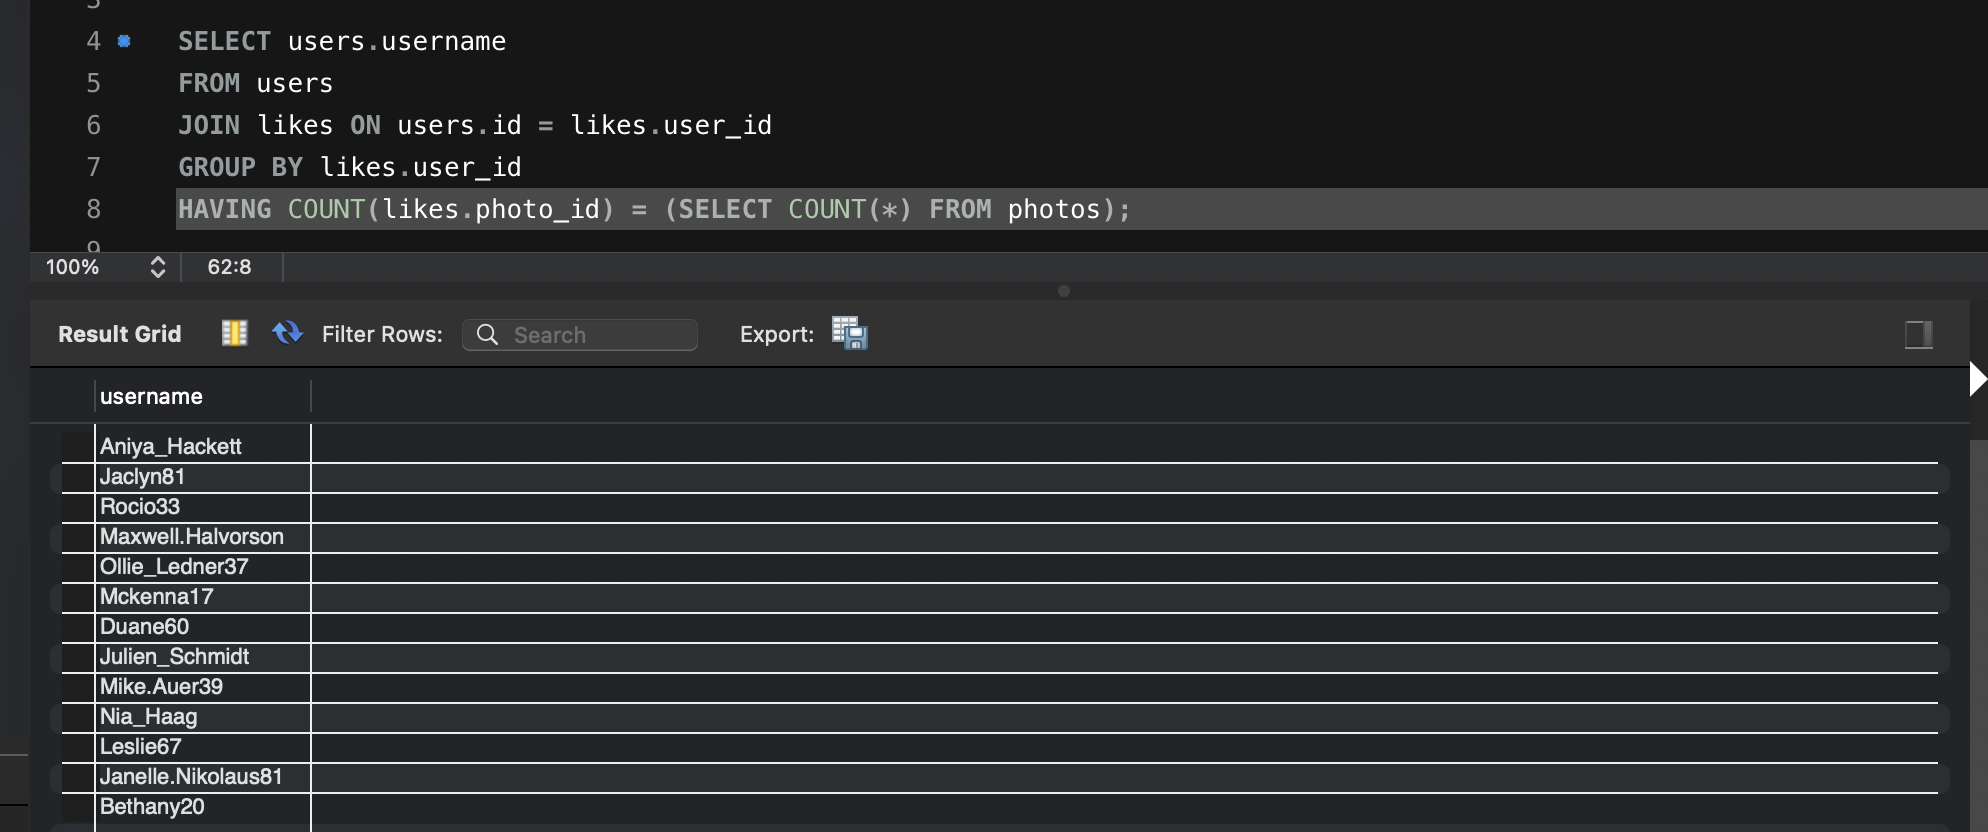 3
4 SELECT users.username
5 FROM users
6 JOIN likes ON users.id = likes.user_id
7 GROUP BY likes.user_id
8 HAVING COUNT(likes.photo_id) = (SELECT COUNT(*) FROM photos);
9
100% 62:8
Result Grid Filter Rows: Search Export:
username
Aniya_Hackett
Jaclyn81
Rocio33
Maxwell.Halvorson
Ollie_Ledner37
Mckenna17
Duane60
Julien_Schmidt
Mike.Auer39
Nia_Haag
Leslie67
Janelle.Nikolaus81
Bethany20